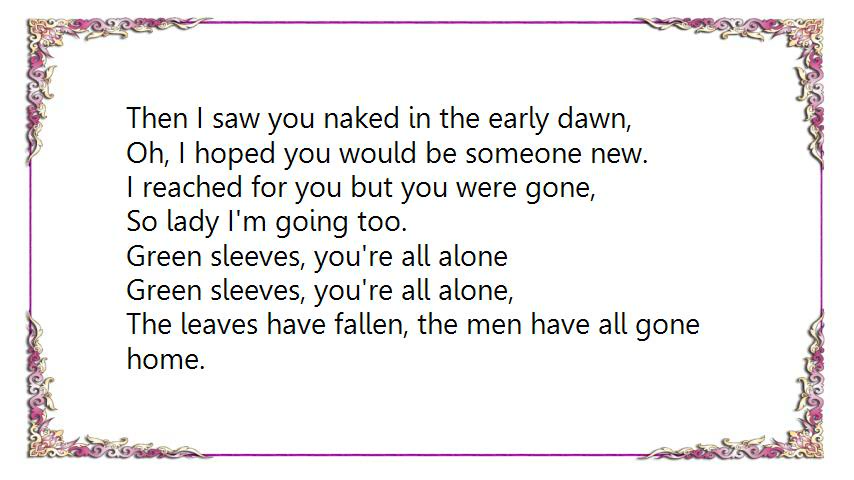 Then I saw you naked in the early dawn,
Oh, I hoped you would be someone new.
I reached for you but you were gone,
So lady I'm going too.
Green sleeves, you're all alone
Green sleeves, you're all alone,
The leaves have fallen, the men have all gone
home.